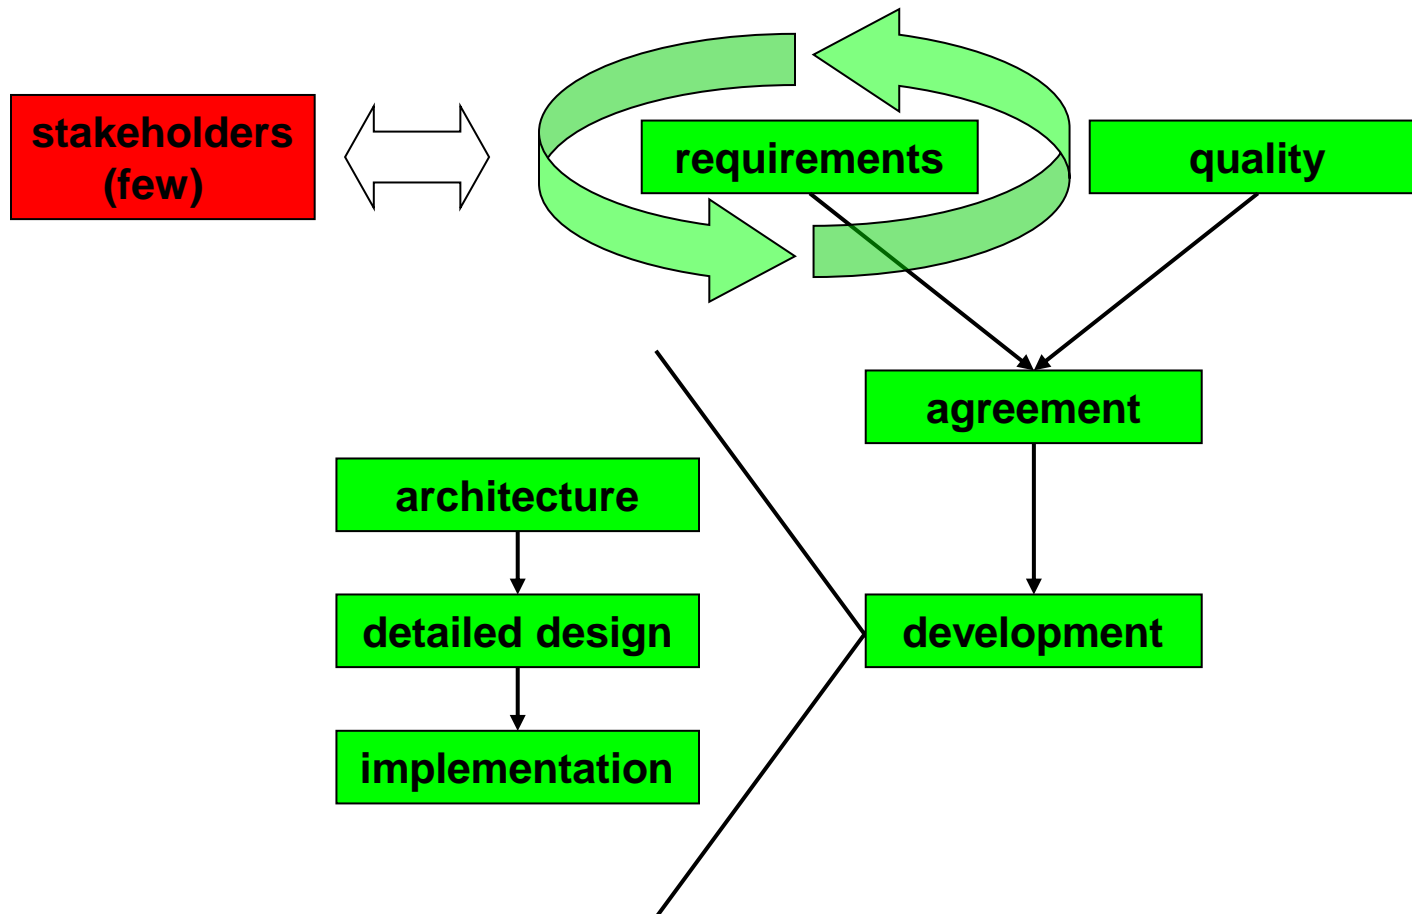 stakeholders
(few)
requirements
quality
agreement
architecture
detailed design
development
implementation